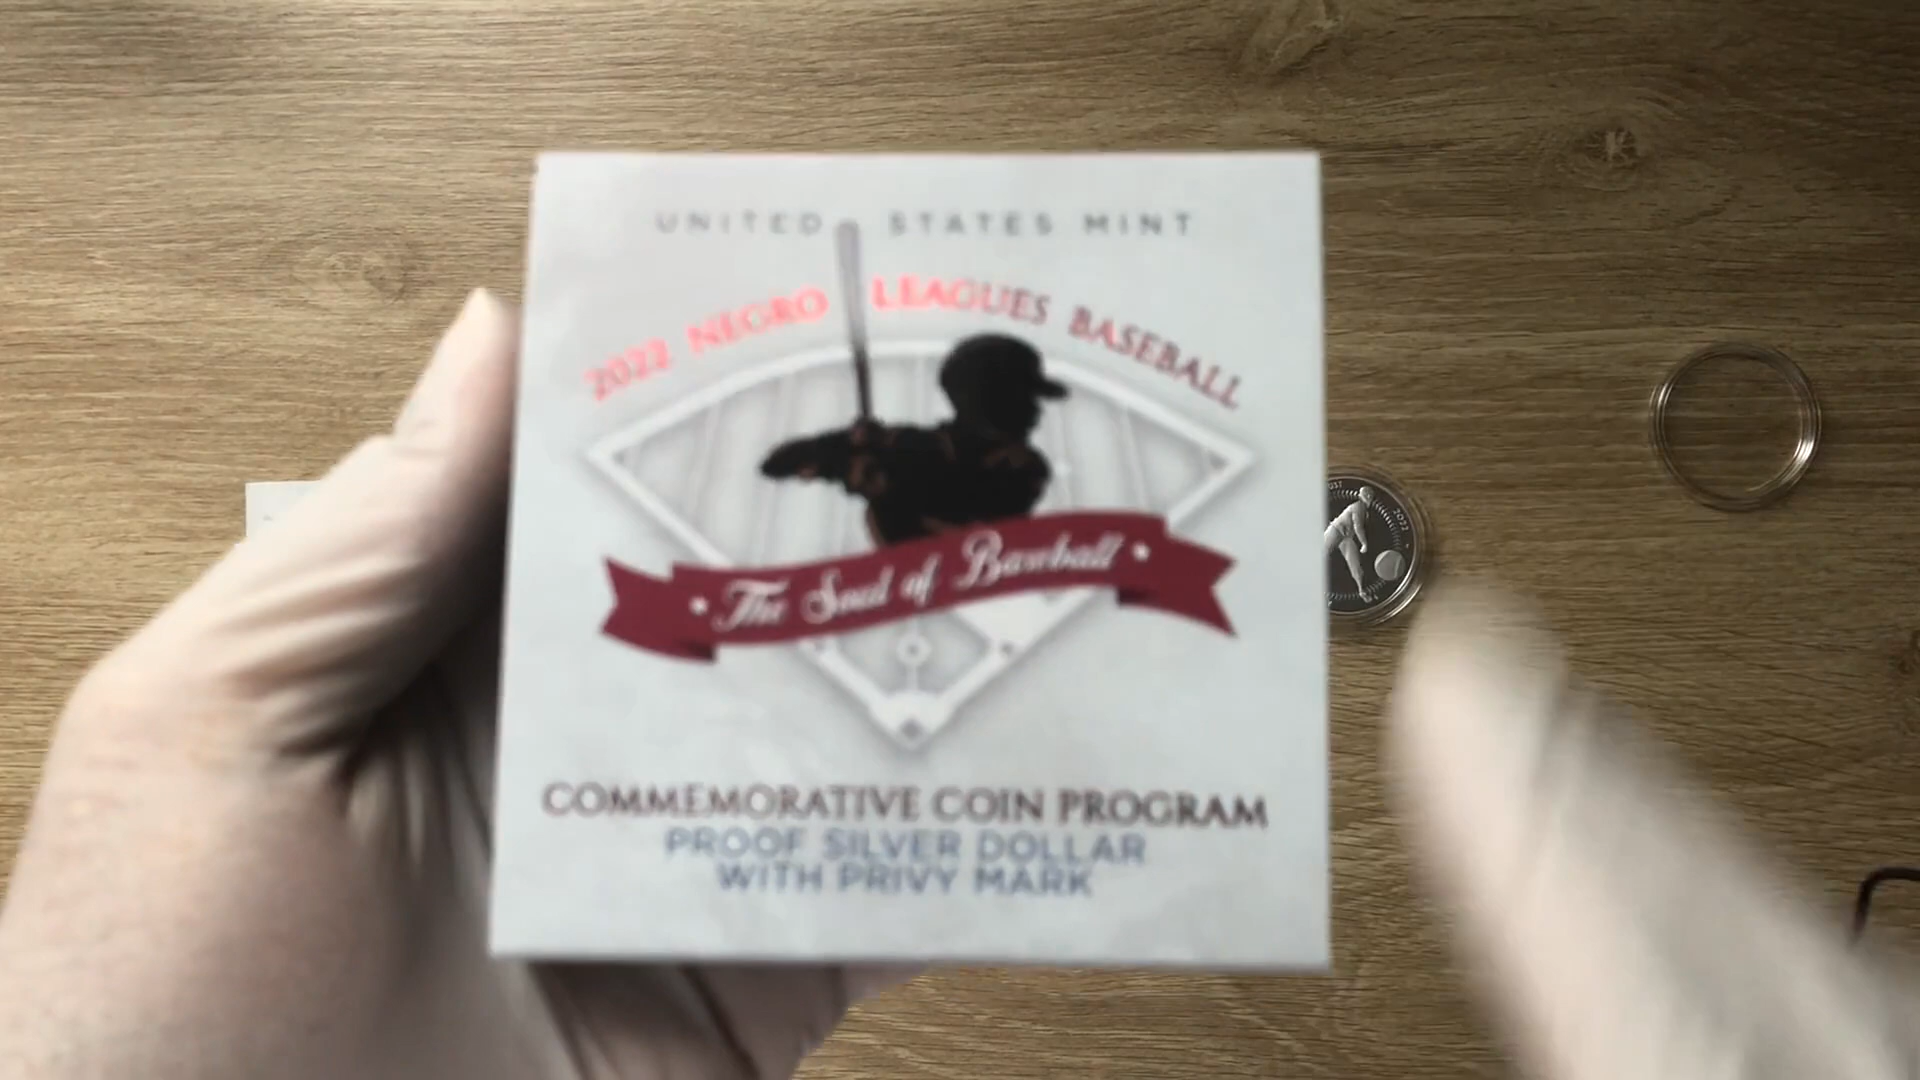 UNITED STATES MINT
2022 NEGRO LEAGUES BASEBALL
• The Soul of Baseball •
COMMEMORATIVE COIN PROGRAM
PROOF SILVER DOLLAR
WITH PRIVY MARK
2022